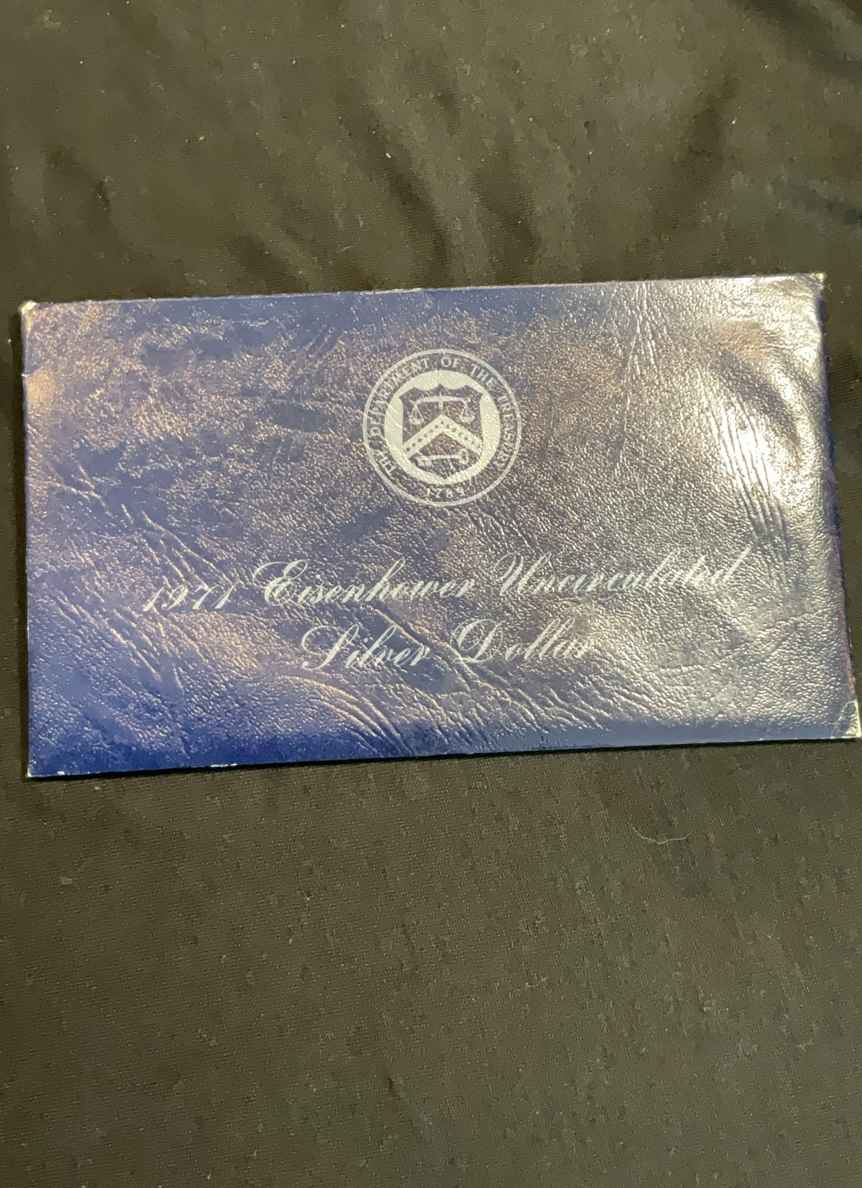 THE DEPARTMENT OF THE TREASURY
1789
1971 Eisenhower Uncirculated
Silver Dollar